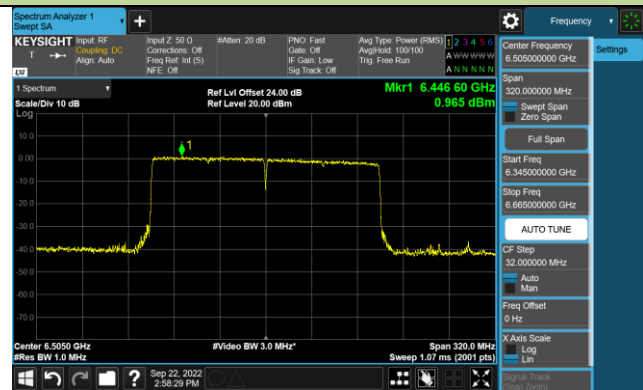 Spectrum Analyzer 1
Swept SA
+
Frequency
KEYSIGHT
Input: RF
Coupling: DC
Align: Auto
Input Z: 50 Ω
Corrections: Off
Freq Ref: Int (S)
NFE: Off
#Atten: 20 dB
PNO: Fast
Gate: Off
IF Gain: Low
Sig Track: Off
Avg Type: Power (RMS)
Avg|Hold: 100/100
Trig: Free Run
1 2 3 4 5 6
A W W W W W
A N N N N N
T
LXI
1 Spectrum
Scale/Div 10 dB
Ref Lvl Offset 24.00 dB
Ref Level 20.00 dBm
Mkr1 6.446 60 GHz
0.965 dBm
Log
1
10.0
0.00
-10.0
-20.0
-30.0
-40.0
-50.0
-60.0
-70.0
Center 6.5050 GHz
#Res BW 1.0 MHz
#Video BW 3.0 MHz*
Span 320.0 MHz
Sweep 1.07 ms (2001 pts)
Sep 22, 2022
2:58:29 PM
?
Center Frequency
6.505000000 GHz
Settings
Span
320.000000 MHz
Swept Span
Zero Span
Full Span
Start Freq
6.345000000 GHz
Stop Freq
6.665000000 GHz
AUTO TUNE
CF Step
32.000000 MHz
Auto
Man
Freq Offset
0 Hz
X Axis Scale
Log
Lin
Signal Track
(Span Zoom)